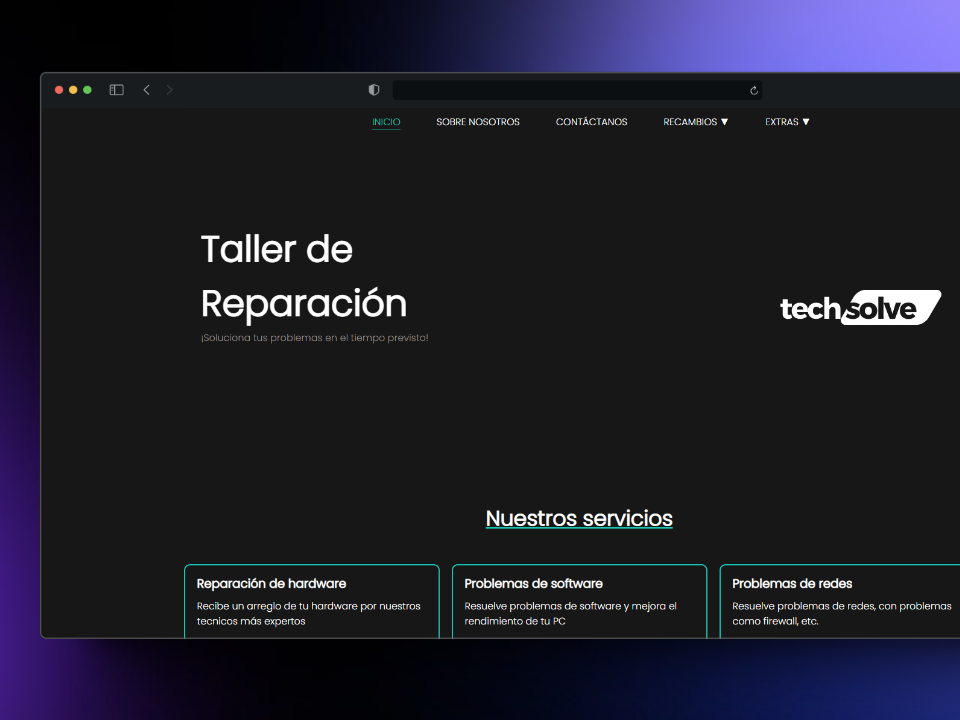 INICIO SOBRE NOSOTROS CONTÁCTANOS RECAMBIOS ▼ EXTRAS ▼
Taller de
Reparación
¡Soluciona tus problemas en el tiempo previsto!
techsolve
Nuestros servicios
Reparación de hardware
Recibe un arreglo de tu hardware por nuestros
tecnicos más expertos
Problemas de software
Resuelve problemas de software y mejora el
rendimiento de tu PC
Problemas de redes
Resuelve problemas de redes, con problemas
como firewall, etc.